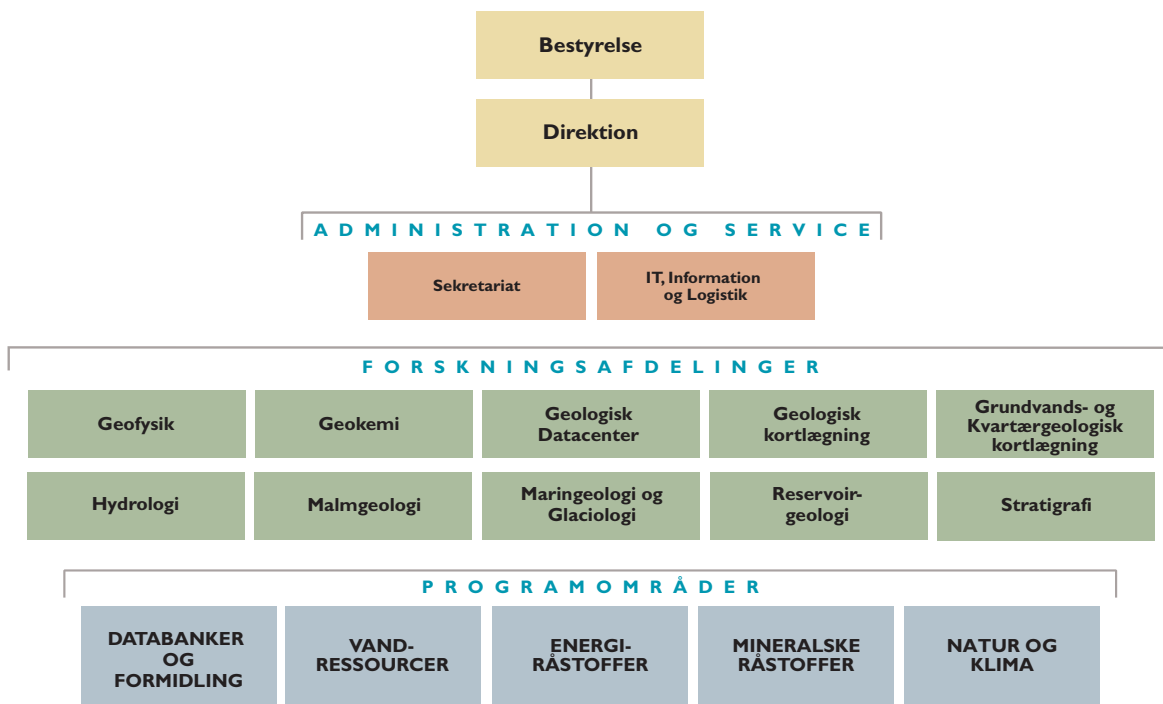 Bestyrelse
Direktion
ADMINISTRATION OG SERVICE
Sekretariat
IT, Information
og Logistik
FORSKNINGSAFDELINGER
Geofysik
Geokemi
Geologisk
Datacenter
Geologisk
kortlægning
Grundvands- og
Kvartærgeologisk
kortlægning
Hydrologi
Malmgeologi
Maringeologi og
Glaciologi
Reservoir-
geologi
Stratigrafi
PROGRAMOMRÅDER
DATABANKER
OG
FORMIDLING
VAND-
RESSOURCER
ENERGI-
RÅSTOFFER
MINERALSKE
RÅSTOFFER
NATUR OG
KLIMA